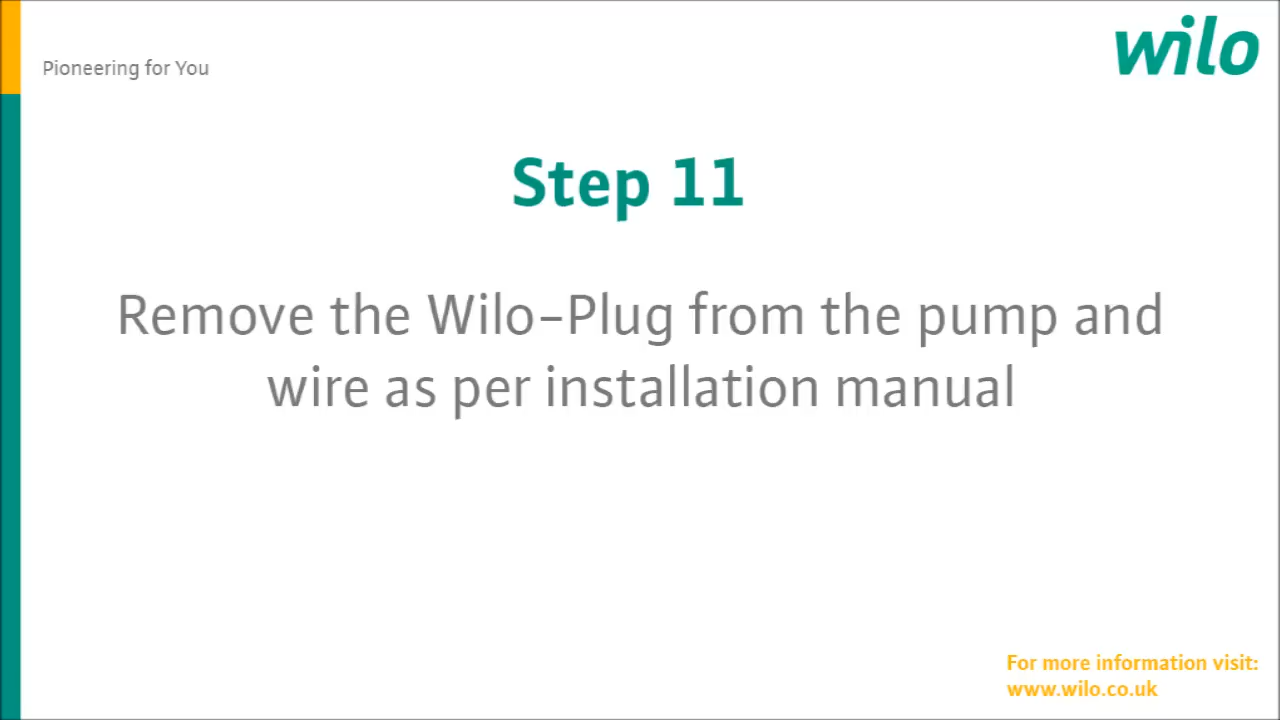 Pioneering for You
wilo
Step 11
Remove the Wilo-Plug from the pump and
wire as per installation manual
For more information visit:
www.wilo.co.uk